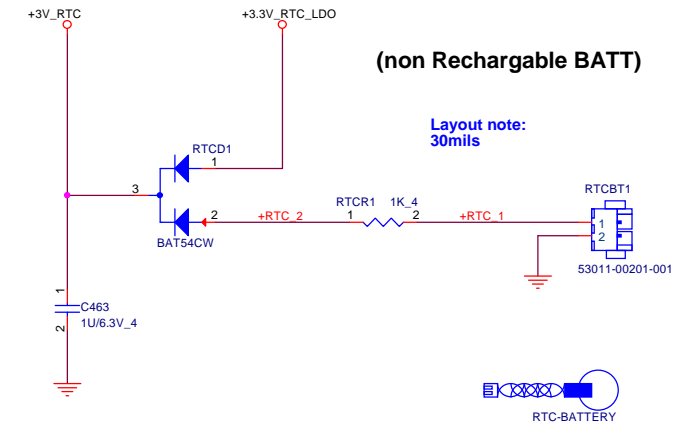 +3V_RTC
+3.3V_RTC_LDO
(non Rechargable BATT)
Layout note:
30mils
RTCD1
1
3
2
BAT54CW
+RTC_2
RTCR1
1K_4
1
2
+RTC_1
RTCBT1
1
2
53011-00201-001
1
C463
1U/6.3V_4
2
RTC-BATTERY